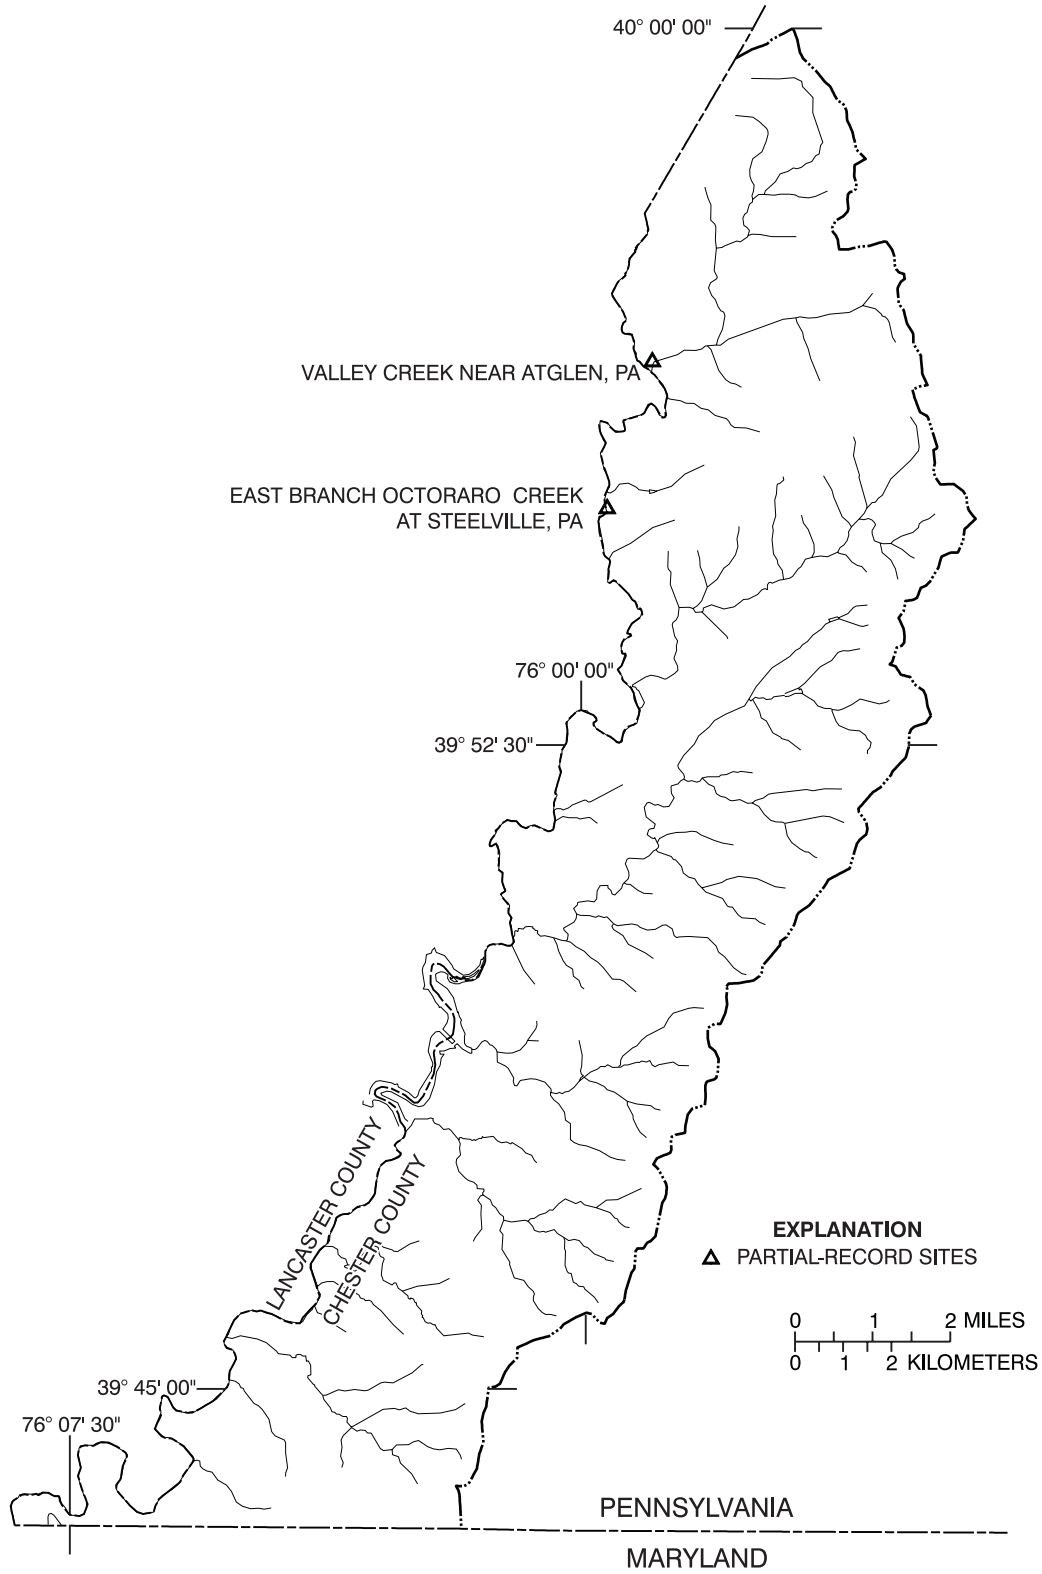 40° 00' 00"
VALLEY CREEK NEAR ATGLEN, PA
EAST BRANCH OCTORARO CREEK
AT STEELVILLE, PA
76° 00' 00"
39° 52' 30"
LANCASTER COUNTY
CHESTER COUNTY
EXPLANATION
PARTIAL-RECORD SITES
0 1 2 MILES
0 1 2 KILOMETERS
39° 45' 00"
76° 07' 30"
PENNSYLVANIA
MARYLAND